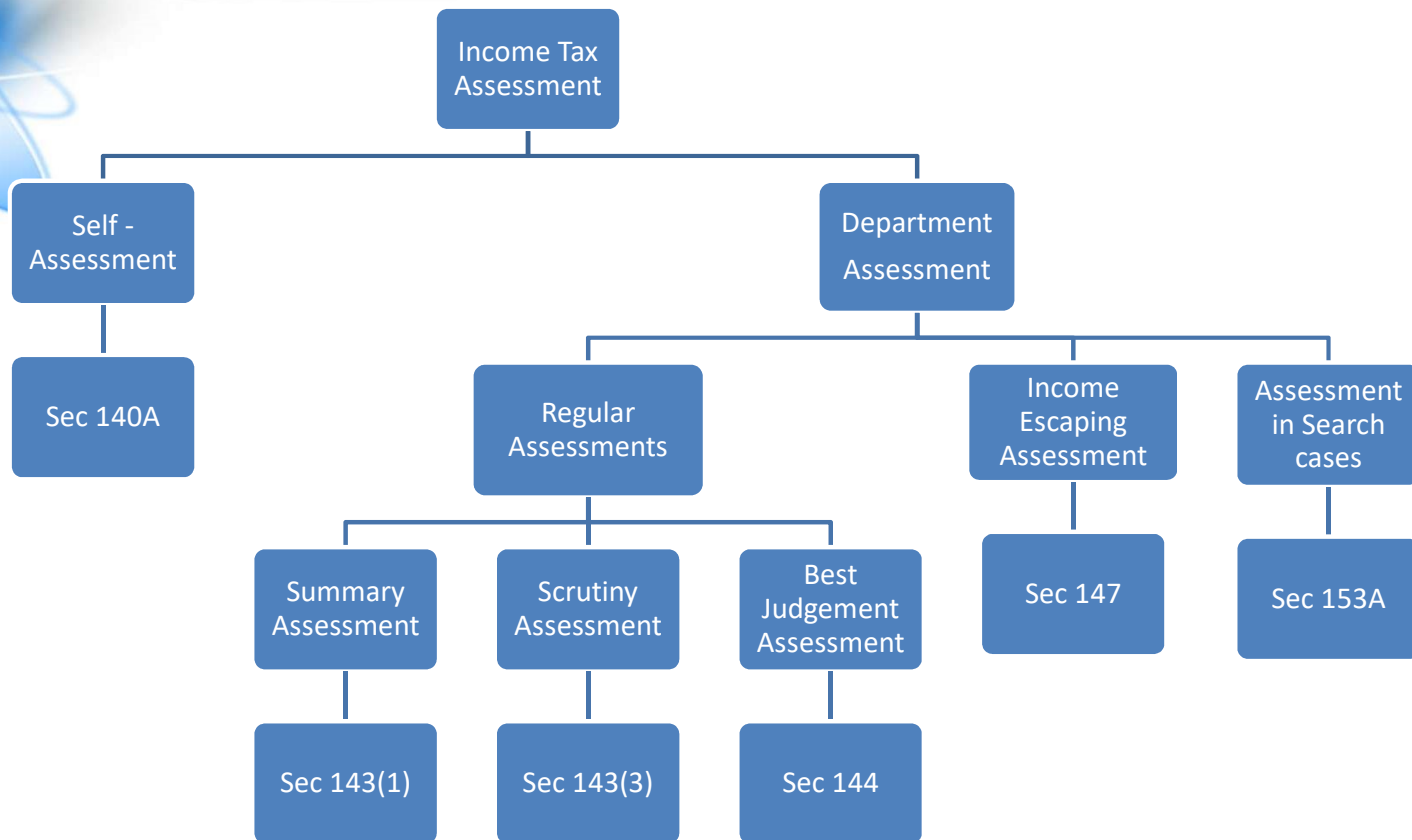 Income Tax
Assessment
Self -
Assessment
Department
Assessment
Sec 140A
Regular
Assessments
Income
Escaping
Assessment
Assessment
in Search
cases
Summary
Assessment
Scrutiny
Assessment
Best
Judgement
Assessment
Sec 147
Sec 153A
Sec 143(1)
Sec 143(3)
Sec 144